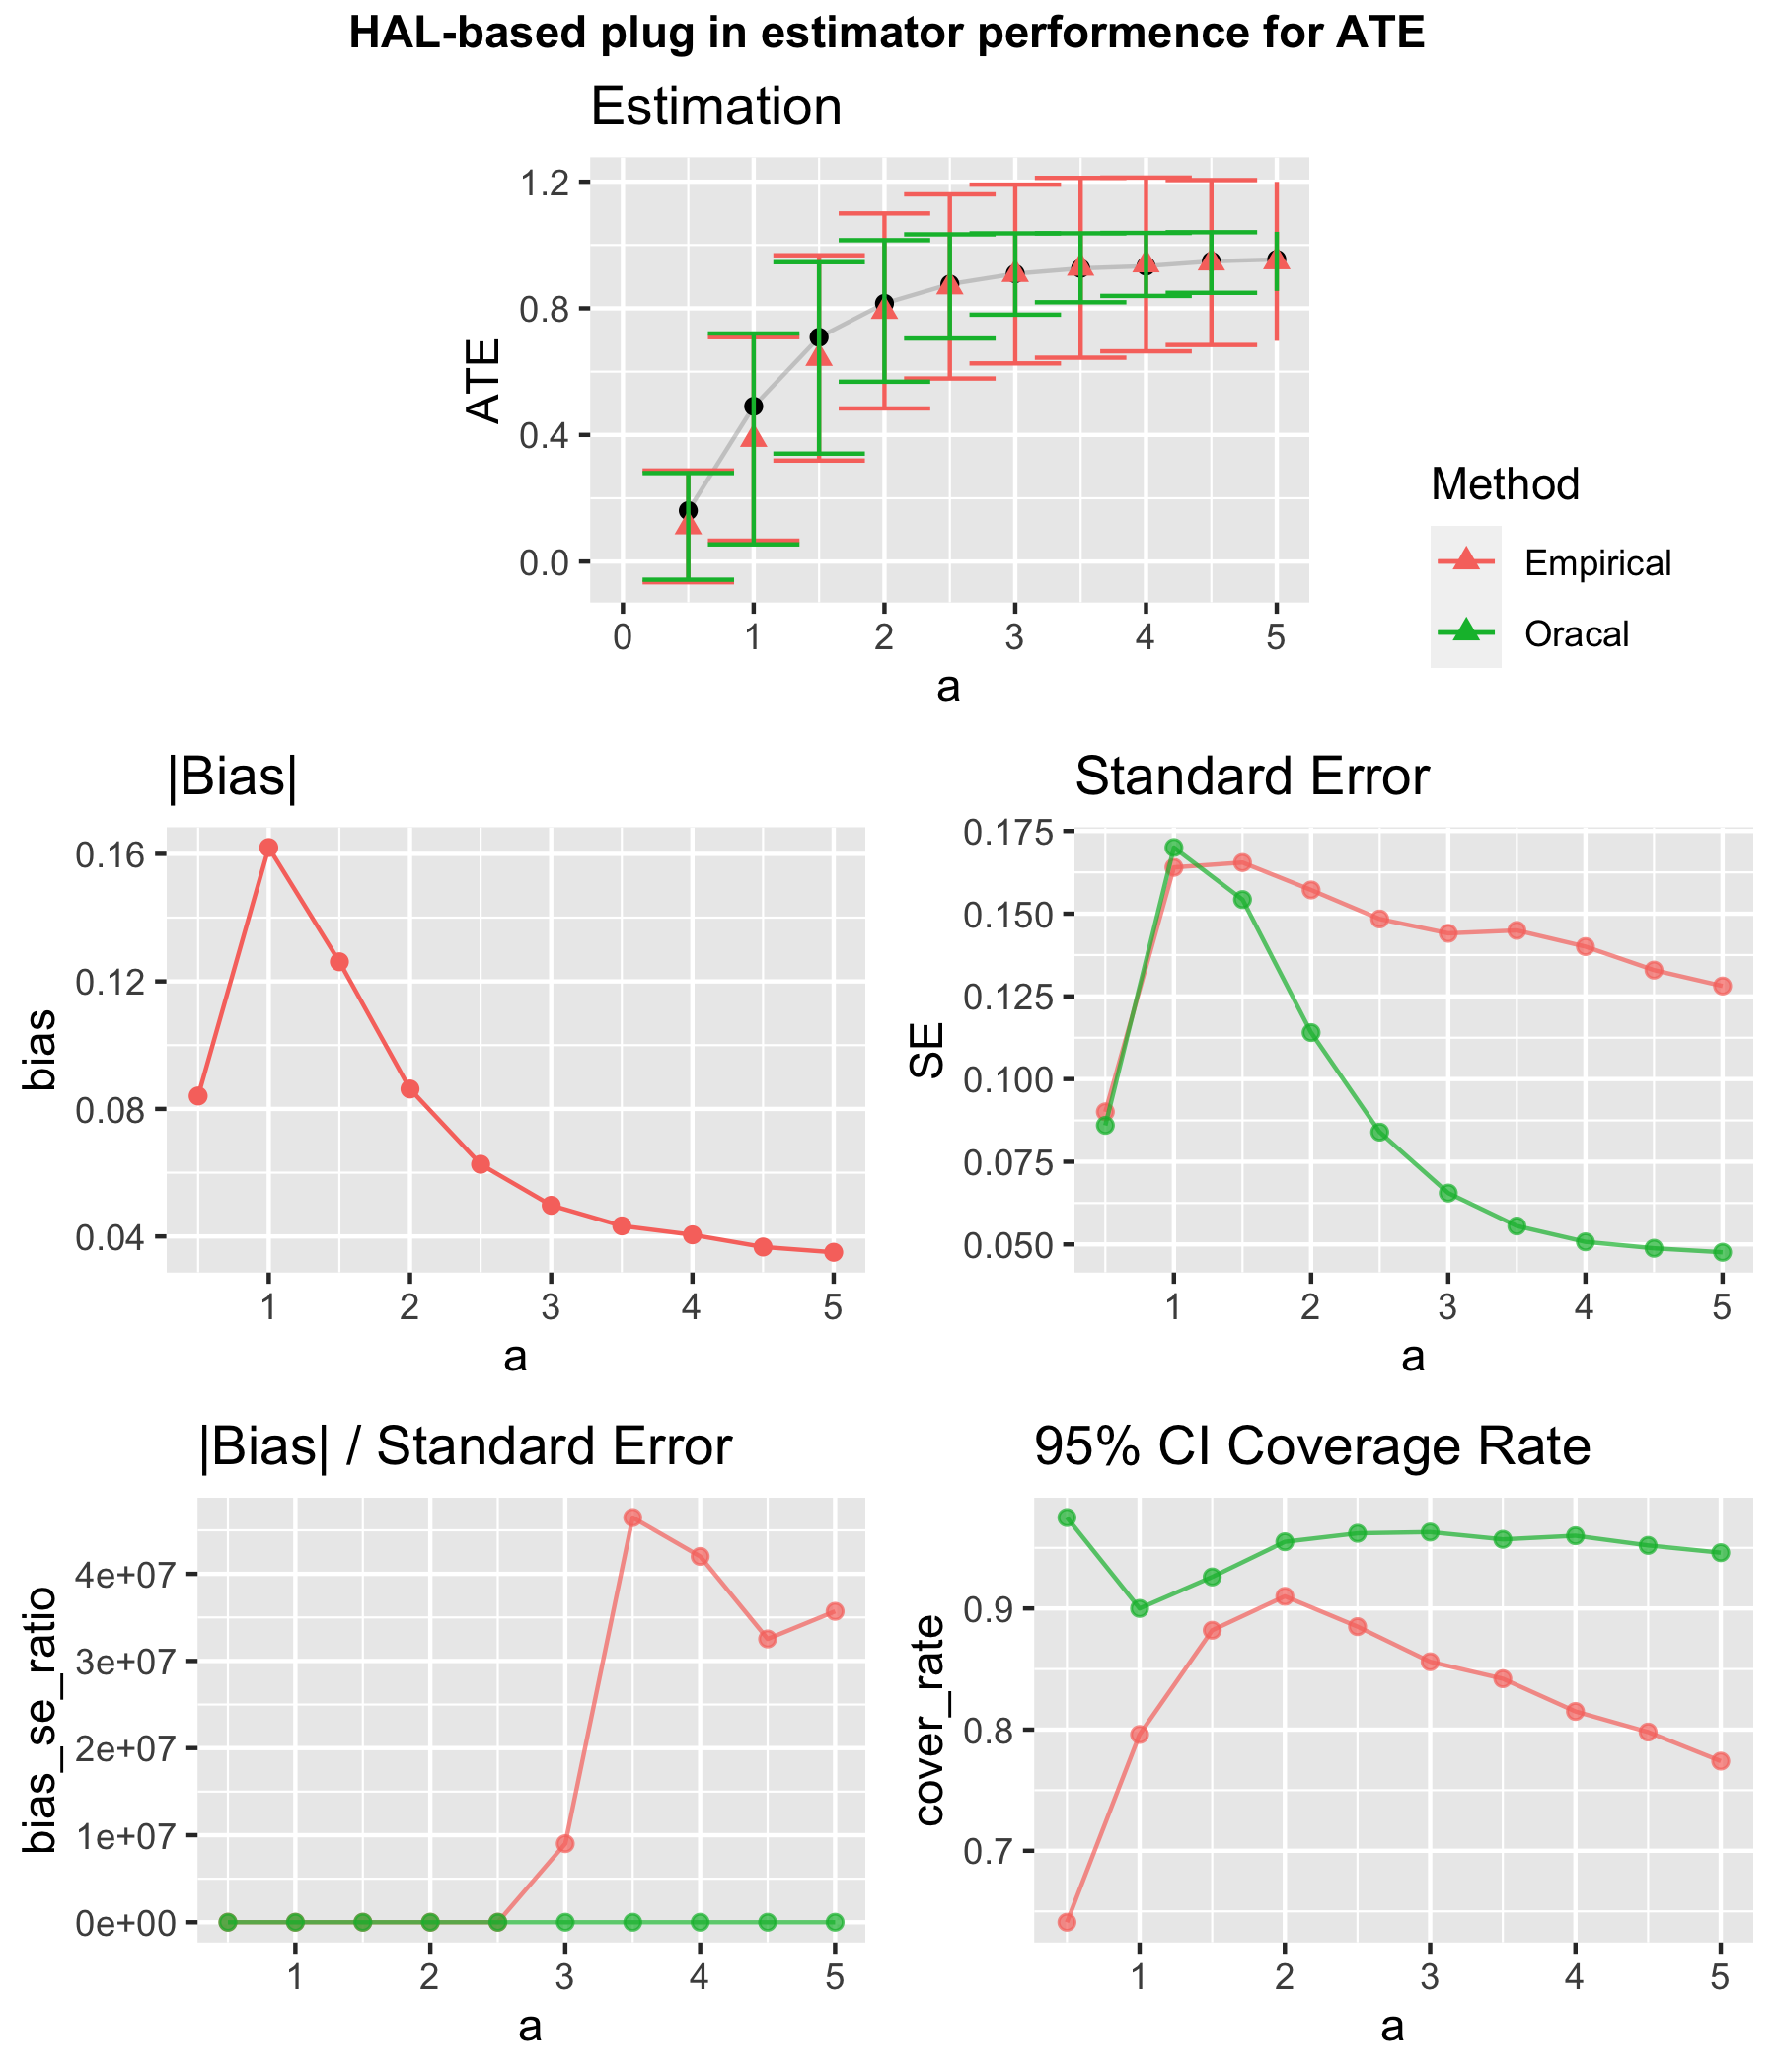 HAL-based plug in estimator performence for ATE
Estimation
1.2
0.8
0.4
0.0
ATE
0 1 2 3 4 5
a
Method
Empirical
Oracal
|Bias|
0.16
0.12
0.08
0.04
bias
1 2 3 4 5
a
Standard Error
0.175
0.150
0.125
0.100
0.075
0.050
SE
1 2 3 4 5
a
|Bias| / Standard Error
4e+07
3e+07
2e+07
1e+07
0e+00
bias_se_ratio
1 2 3 4 5
a
95% CI Coverage Rate
0.9
0.8
0.7
cover_rate
1 2 3 4 5
a